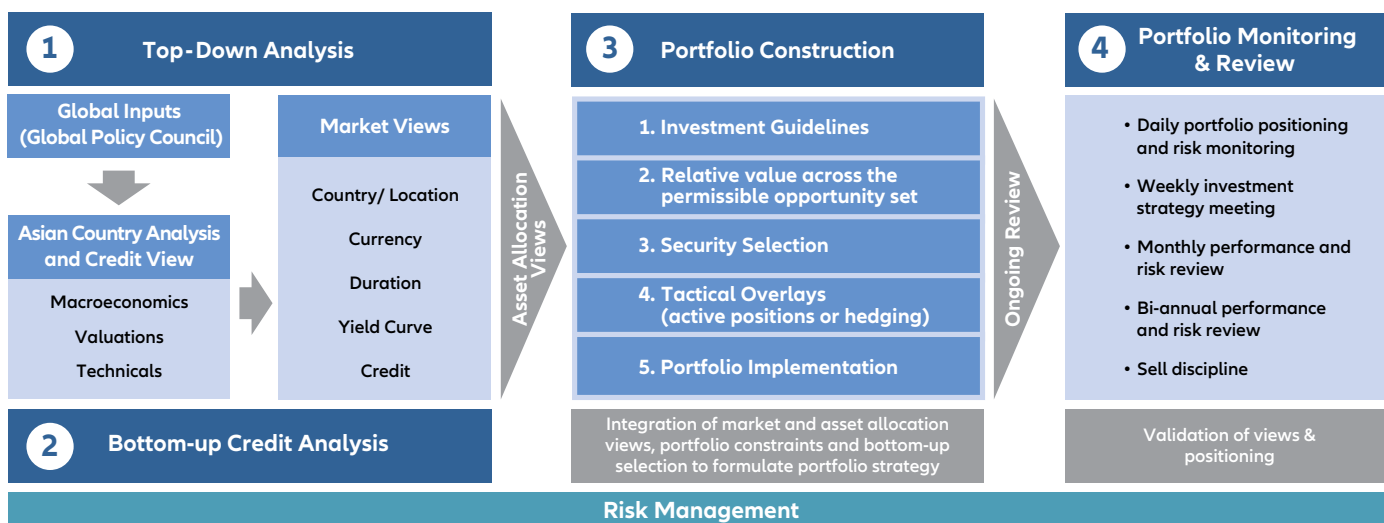 1
Top-Down Analysis
Global Inputs
(Global Policy Council)
Asian Country Analysis
and Credit View
Macroeconomics
Valuations
Technicals
Market Views
Country/ Location
Currency
Duration
Yield Curve
Credit
2
Bottom-up Credit Analysis
Asset Allocation
Views
3
Portfolio Construction
1. Investment Guidelines
2. Relative value across the
permissible opportunity set
3. Security Selection
4. Tactical Overlays
(active positions or hedging)
5. Portfolio Implementation
Integration of market and asset allocation
views, portfolio constraints and bottom-up
selection to formulate portfolio strategy
Ongoing Review
4
Portfolio Monitoring
& Review
• Daily portfolio positioning
and risk monitoring
• Weekly investment
strategy meeting
• Monthly performance and
risk review
• Bi-annual performance
and risk review
• Sell discipline
Validation of views &
positioning
Risk Management